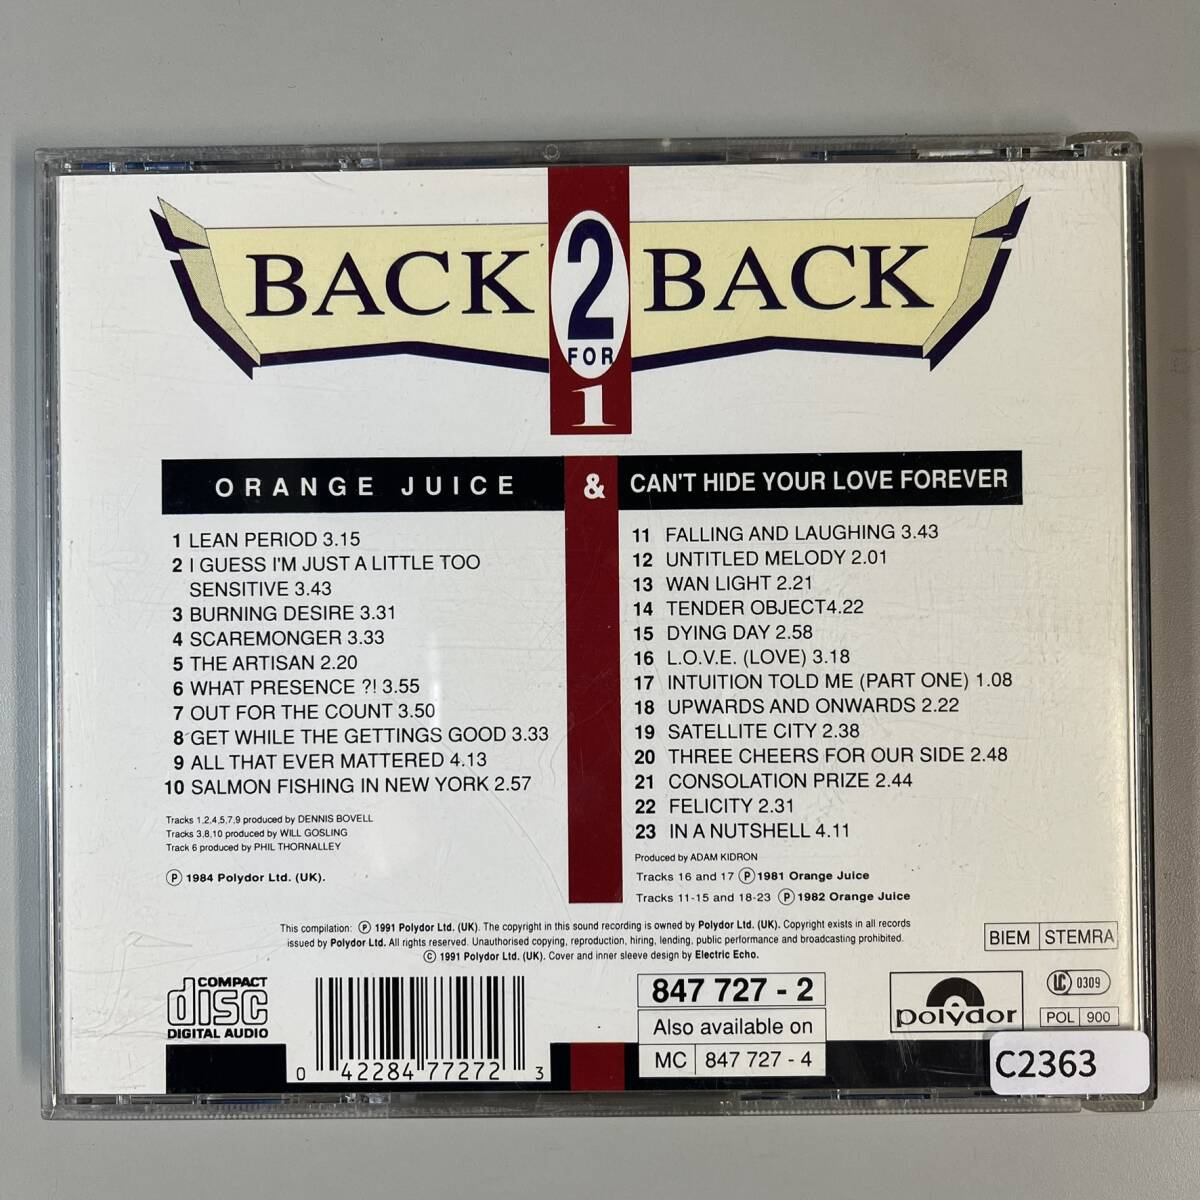 BACK 2 BACK
FOR
1
ORANGE JUICE & CAN'T HIDE YOUR LOVE FOREVER
1 LEAN PERIOD 3.15
2 I GUESS I'M JUST A LITTLE TOO
SENSITIVE 3.43
3 BURNING DESIRE 3.31
4 SCAREMONGER 3.33
5 THE ARTISAN 2.20
6 WHAT PRESENCE ?! 3.55
7 OUT FOR THE COUNT 3.50
8 GET WHILE THE GETTINGS GOOD 3.33
9 ALL THAT EVER MATTERED 4.13
10 SALMON FISHING IN NEW YORK 2.57
Tracks 1,2,4,5,7,9 produced by DENNIS BOVELL
Tracks 3,8,10 produced by WILL GOSLING
Track 6 produced by PHIL THORNALLEY
Ⓟ 1984 Polydor Ltd. (UK).
11 FALLING AND LAUGHING 3.43
12 UNTITLED MELODY 2.01
13 WAN LIGHT 2.21
14 TENDER OBJECT4.22
15 DYING DAY 2.58
16 L.O.V.E. (LOVE) 3.18
17 INTUITION TOLD ME (PART ONE) 1.08
18 UPWARDS AND ONWARDS 2.22
19 SATELLITE CITY 2.38
20 THREE CHEERS FOR OUR SIDE 2.48
21 CONSOLATION PRIZE 2.44
22 FELICITY 2.31
23 IN A NUTSHELL 4.11
Produced by ADAM KIDRON
Tracks 16 and 17 Ⓟ 1981 Orange Juice
Tracks 11-15 and 18-23 Ⓟ 1982 Orange Juice
This compilation: Ⓟ 1991 Polydor Ltd. (UK). The copyright in this sound recording is owned by Polydor Ltd. (UK). Copyright exists in all records
issued by Polydor Ltd. All rights reserved. Unauthorised copying, reproduction, hiring, lending, public performance and broadcasting prohibited.
© 1991 Polydor Ltd. (UK). Cover and inner sleeve design by Electric Echo.
BIEM STEMRA
COMPACT
disc
DIGITAL AUDIO
0 42284 77272 3
847 727 - 2
Also available on
MC 847 727 - 4
polydor
LC 0309
POL 900
C2363